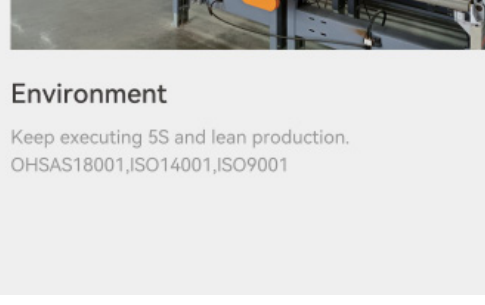 Environment
Keep executing 5S and lean production.
OHSAS18001,ISO14001,ISO9001